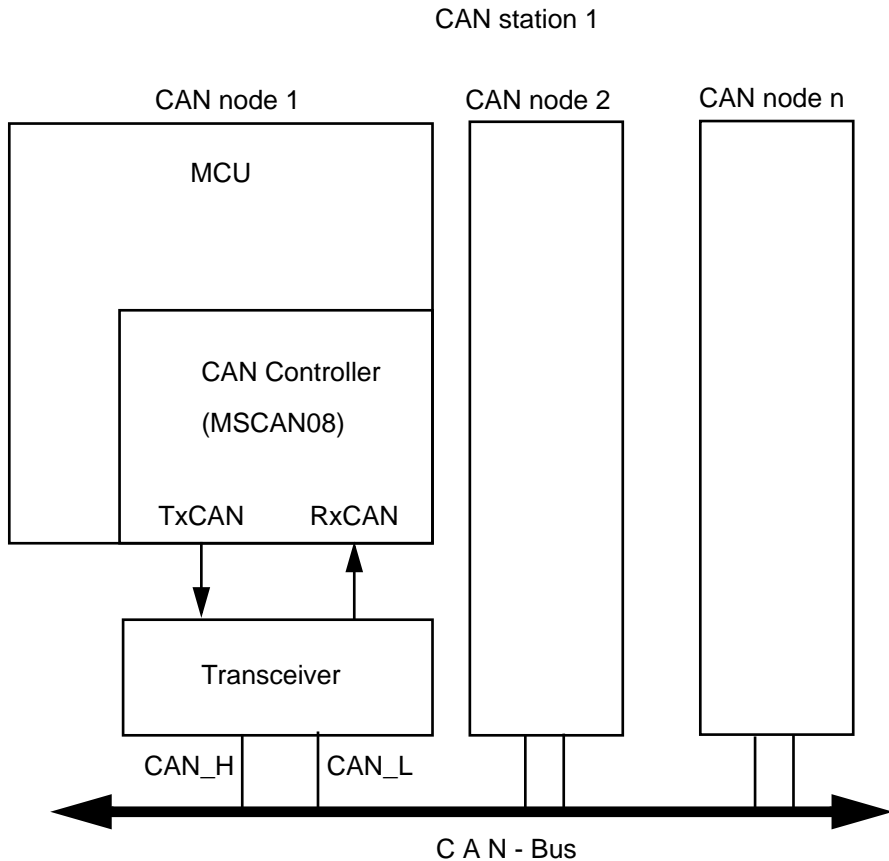 CAN station 1
CAN node 1
CAN node 2
CAN node n
MCU
CAN Controller
(MSCAN08)
TxCAN
RxCAN
Transceiver
CAN_H
CAN_L
C A N - Bus